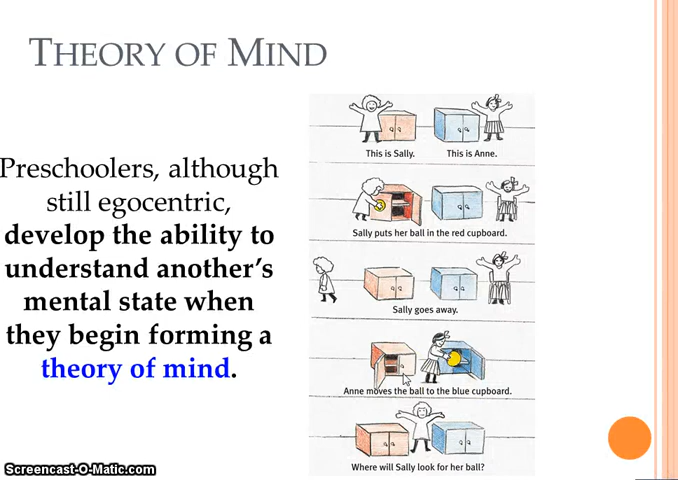 THEORY OF MIND
Preschoolers, although
still egocentric,
develop the ability to
understand another's
mental state when
they begin forming a
theory of mind.
This is Sally. This is Anne.
Sally puts her ball in the red cupboard.
Sally goes away.
Anne moves the ball to the blue cupboard.
Where will Sally look for her ball?
Screencast-O-Matic.com